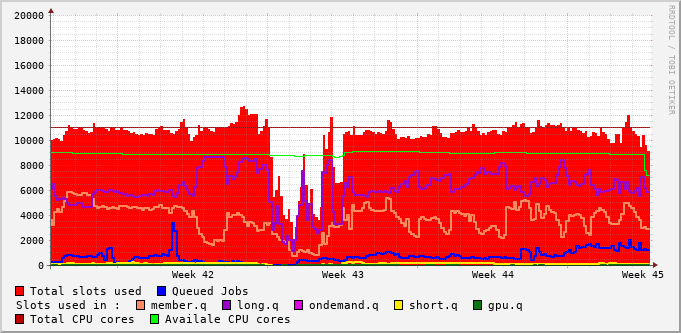 20000
18000
16000
14000
12000
10000
8000
6000
4000
2000
0
Week 42 Week 43 Week 44 Week 45
RRDTOOL / TOBI OETIKER
Total slots used Queued Jobs
Slots used in : member.q long.q ondemand.q short.q gpu.q
Total CPU cores Availale CPU cores